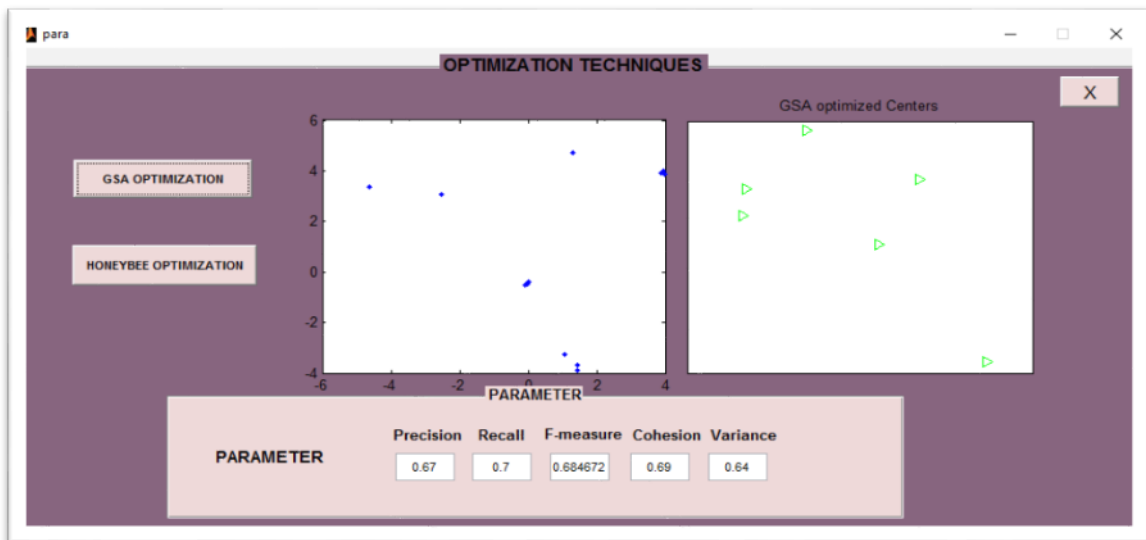 para
OPTIMIZATION TECHNIQUES
X
GSA optimized Centers
GSA OPTIMIZATION
HONEYBEE OPTIMIZATION
6
4
2
0
-2
-4
-6 -4 -2 0 2 4
PARAMETER
PARAMETER
Precision Recall F-measure Cohesion Variance
0.67 0.7 0.684672 0.69 0.64